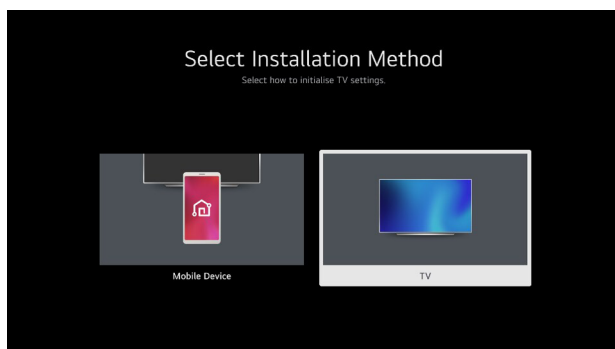 Select Installation Method
Select how to initialise TV settings.
Mobile Device
TV